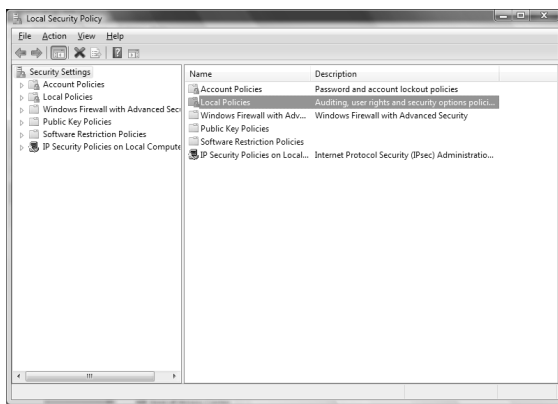 Local Security Policy
File Action View Help
Security Settings
Account Policies
Local Policies
Windows Firewall with Advanced Secu
Public Key Policies
Software Restriction Policies
IP Security Policies on Local Compute
Name Description
Account Policies Password and account lockout policies
Local Policies Auditing, user rights and security options polici...
Windows Firewall with Adv... Windows Firewall with Advanced Security
Public Key Policies
Software Restriction Policies
IP Security Policies on Local... Internet Protocol Security (IPsec) Administratio...